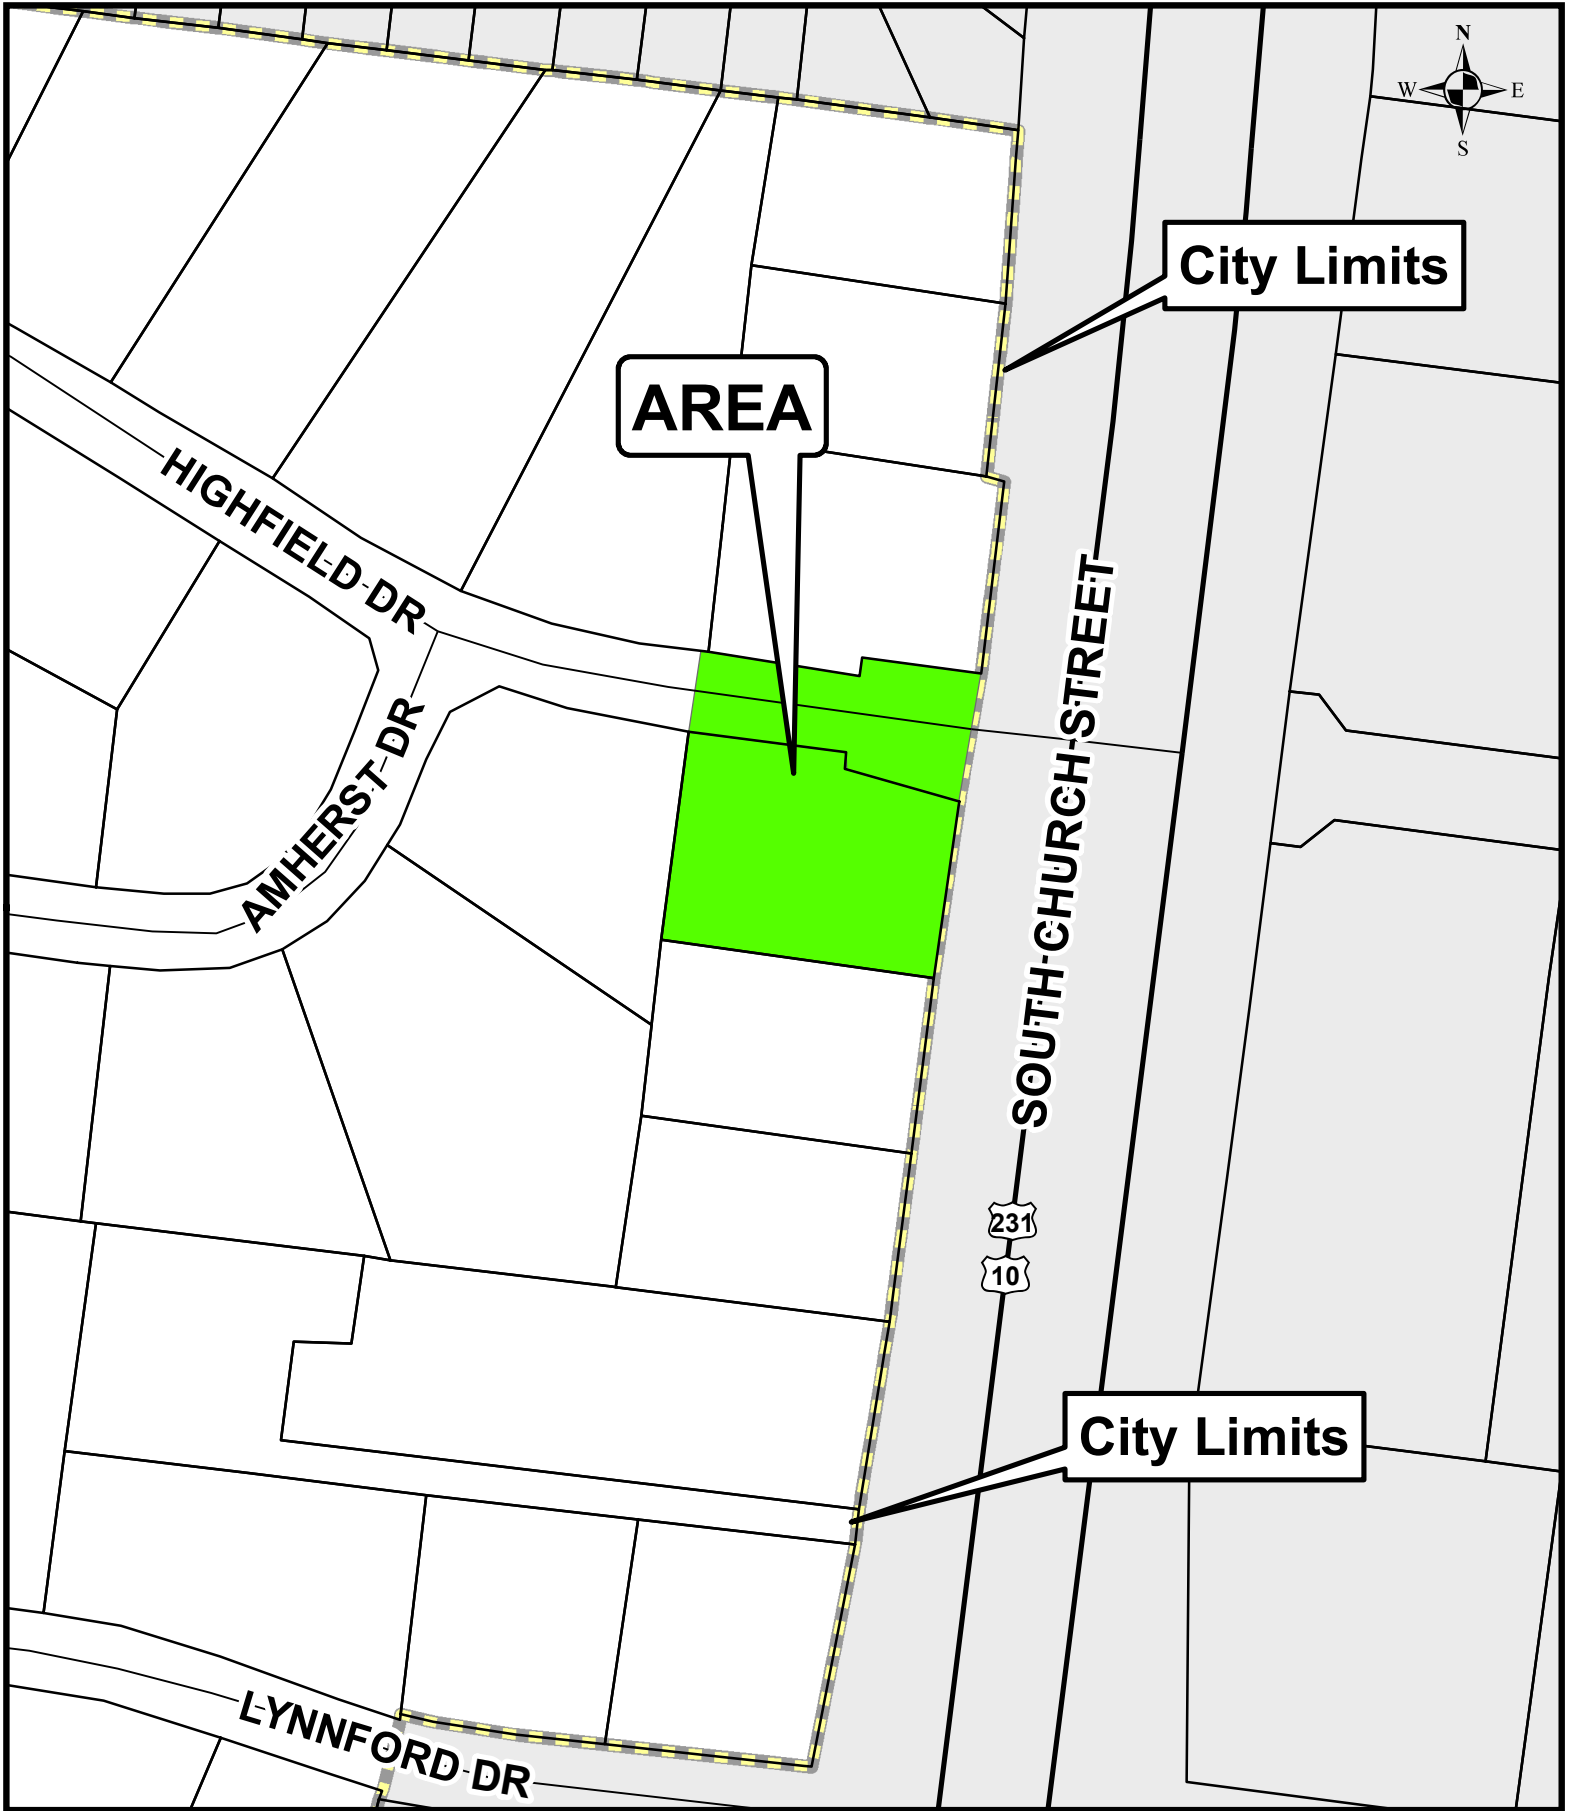 N
W E
S
City Limits
AREA
HIGHFIELD DR
SOUTH CHURCH STREET
AMHERST DR
231
10
City Limits
LYNNFORD DR